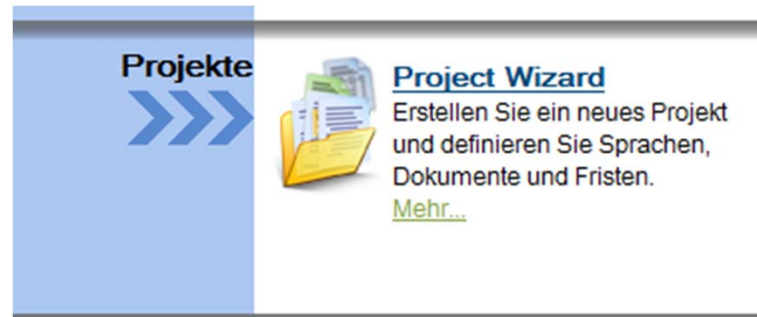 Projekte
Project Wizard
Erstellen Sie ein neues Projekt
und definieren Sie Sprachen,
Dokumente und Fristen.
Mehr...